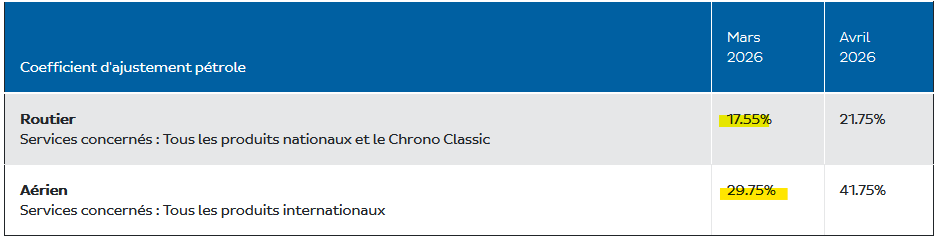 Coefficient d'ajustement pétrole
Mars
2026
Avril
2026
Routier
Services concernés : Tous les produits nationaux et le Chrono Classic
17.55%
21.75%
Aérien
Services concernés : Tous les produits internationaux
29.75%
41.75%